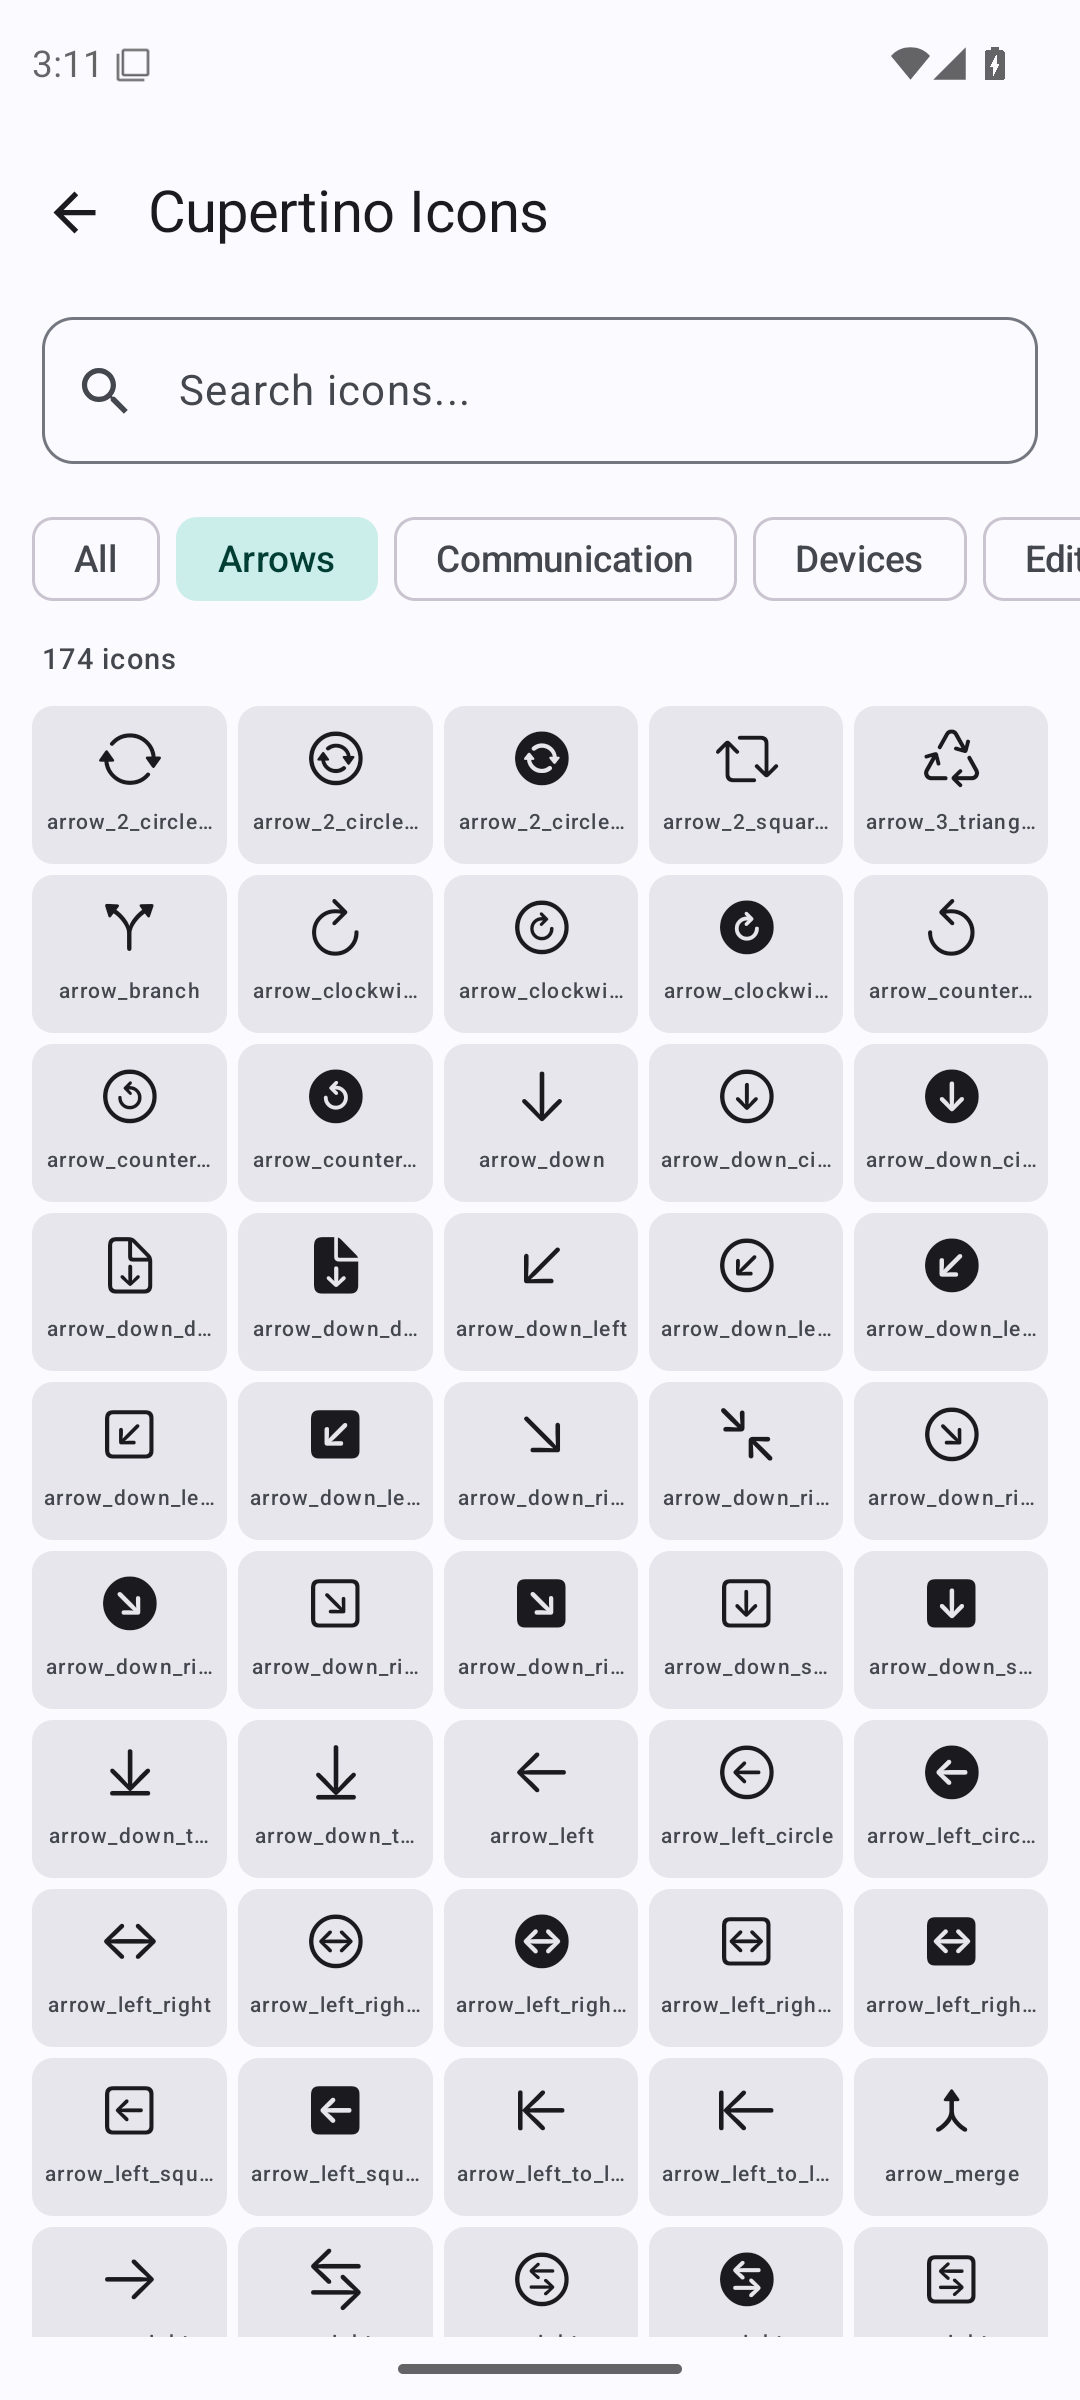 3:11
Cupertino Icons
Search icons...
All Arrows Communication Devices Edit
174 icons
arrow_2_circle… arrow_2_circle… arrow_2_circle… arrow_2_squar… arrow_3_triang…
arrow_branch arrow_clockwi… arrow_clockwi… arrow_clockwi… arrow_counter…
arrow_counter… arrow_counter… arrow_down arrow_down_ci… arrow_down_ci…
arrow_down_d… arrow_down_d… arrow_down_left arrow_down_le… arrow_down_le…
arrow_down_le… arrow_down_le… arrow_down_ri… arrow_down_ri… arrow_down_ri…
arrow_down_ri… arrow_down_ri… arrow_down_ri… arrow_down_s… arrow_down_s…
arrow_down_t… arrow_down_t… arrow_left arrow_left_circle arrow_left_circ…
arrow_left_right arrow_left_righ… arrow_left_righ… arrow_left_righ… arrow_left_righ…
arrow_left_squ… arrow_left_squ… arrow_left_to_l… arrow_left_to_l… arrow_merge